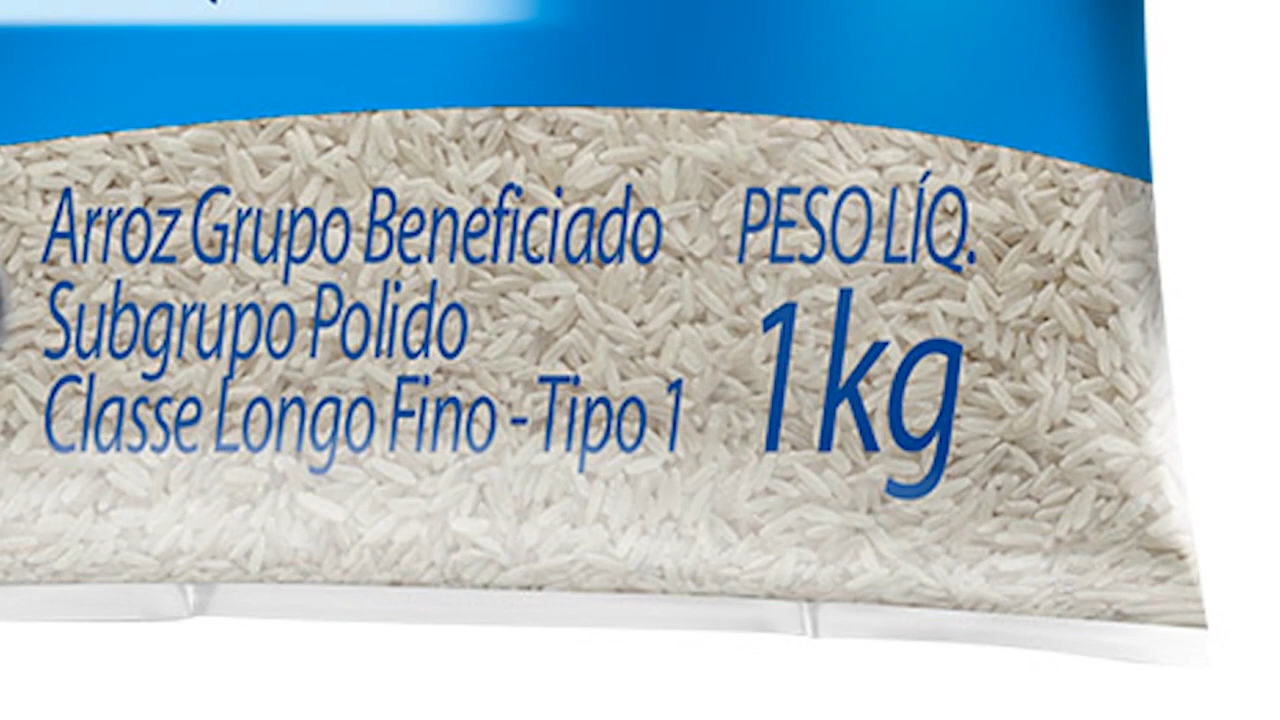 Arroz Grupo Beneficiado
Subgrupo Polido
Classe Longo Fino - Tipo 1
PESO LÍQ.
1kg